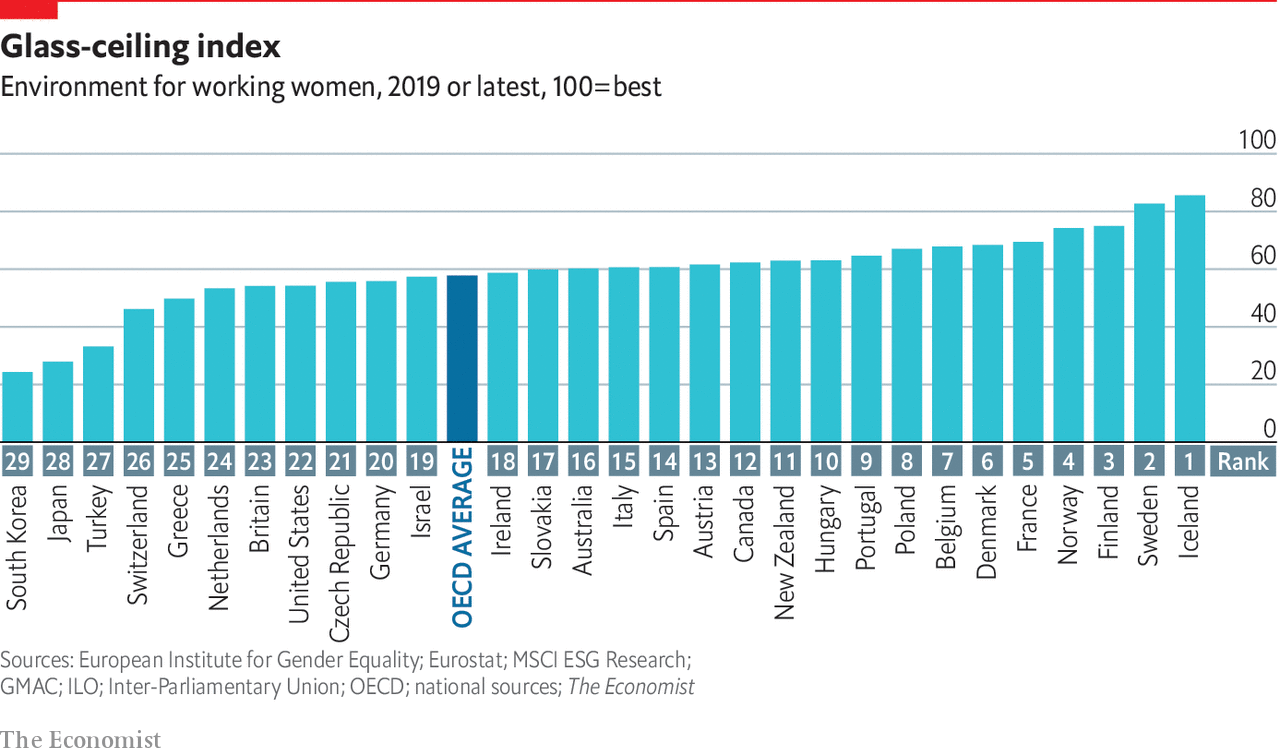 Glass-ceiling index
Environment for working women, 2019 or latest, 100=best
100
80
60
40
20
0
29 28 27 26 25 24 23 22 21 20 19 18 17 16 15 14 13 12 11 10 9 8 7 6 5 4 3 2 1 Rank
South Korea
Japan
Turkey
Switzerland
Greece
Netherlands
Britain
United States
Czech Republic
Germany
Israel
OECD AVERAGE
Ireland
Slovakia
Australia
Italy
Spain
Austria
Canada
New Zealand
Hungary
Portugal
Poland
Belgium
Denmark
France
Norway
Finland
Sweden
Iceland
Sources: European Institute for Gender Equality; Eurostat; MSCI ESG Research;
GMAC; ILO; Inter-Parliamentary Union; OECD; national sources; The Economist
The Economist